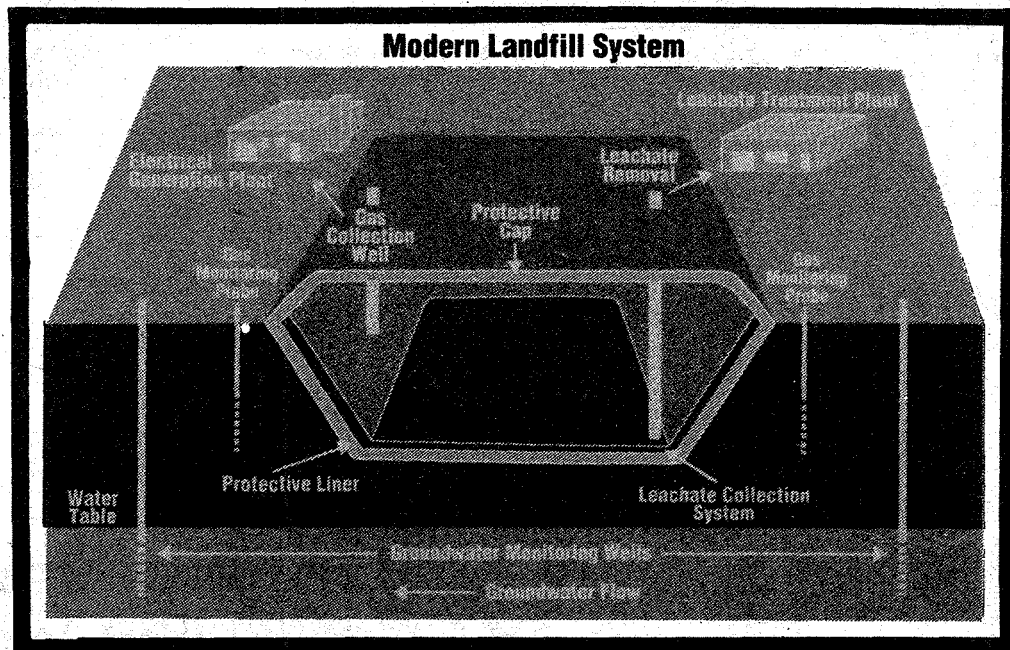 Modern Landfill System
Leachate Treatment Plant
Electrical
Generation Plant
Leachate
Removal
Gas
Collection
Well
Protective
Cap
Gas
Monitoring
Probe
Gas
Monitoring
Probe
Protective Liner
Leachate Collection
System
Water
Table
Groundwater Monitoring Wells
Groundwater Flow